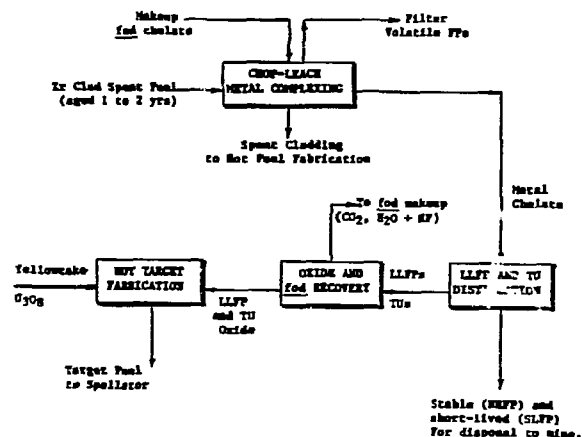 Makeup
fod chelate
Filter
Volatile FPs
CHOP-LEACH
METAL COMPLEXING
Zr Clad Spent Fuel
(aged 1 to 2 yrs)
Spent Cladding
to Hot Fuel Fabrication
Metal
Chelate
To fod makeup
(CO2, H2O + HF)
Yellowcake
U3O8
HOT TARGET
FABRICATION
OXIDE AND
fod RECOVERY
LLFPs
TUs
AND TU
LLFP
and TU
Oxide
Target Fuel
to Spallator
Stable (NRFP) and
short-lived (SLFP)
For disposal to mine.